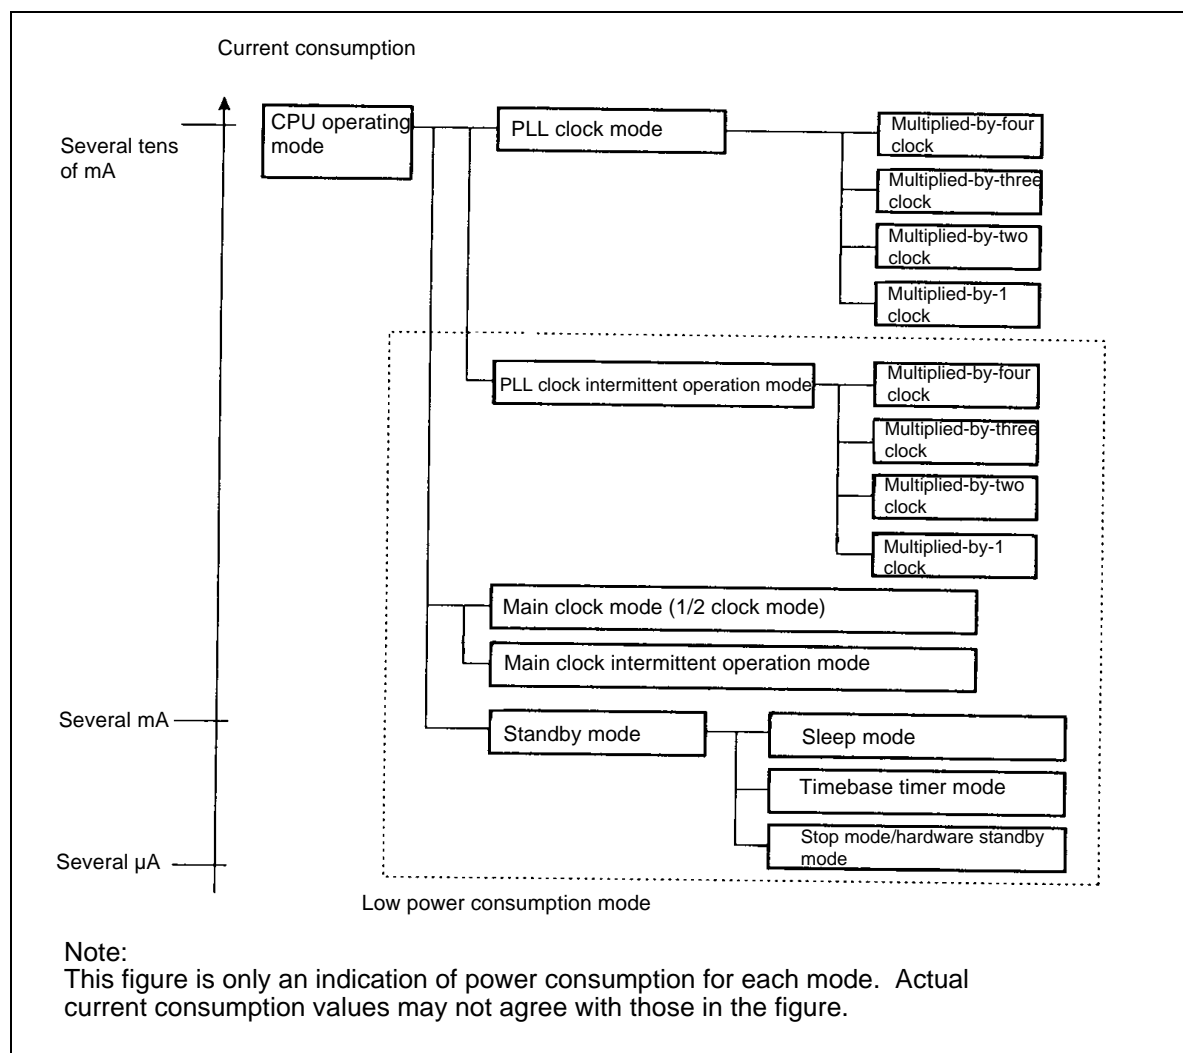 Current consumption
Several tens
of mA
CPU operating
mode
PLL clock mode
Multiplied-by-four
clock
Multiplied-by-three
clock
Multiplied-by-two
clock
Multiplied-by-1
clock
PLL clock intermittent operation mode
Multiplied-by-four
clock
Multiplied-by-three
clock
Multiplied-by-two
clock
Multiplied-by-1
clock
Main clock mode (1/2 clock mode)
Main clock intermittent operation mode
Several mA
Standby mode
Sleep mode
Timebase timer mode
Stop mode/hardware standby
mode
Several µA
Low power consumption mode
Note:
This figure is only an indication of power consumption for each mode.  Actual
current consumption values may not agree with those in the figure.